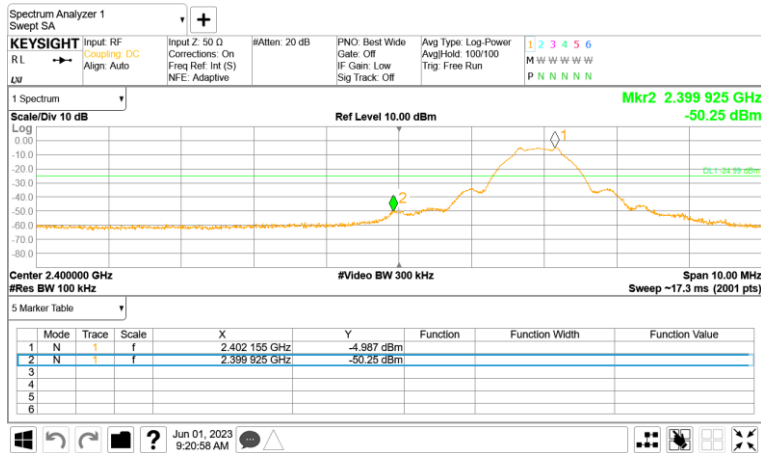 Spectrum Analyzer 1
Swept SA
+
KEYSIGHT
RL
LXI
Input: RF
Coupling: DC
Align: Auto
Input Z: 50 Ω
Corrections: On
Freq Ref: Int (S)
NFE: Adaptive
#Atten: 20 dB
PNO: Best Wide
Gate: Off
IF Gain: Low
Sig Track: Off
Avg Type: Log-Power
Avg|Hold: 100/100
Trig: Free Run
1 2 3 4 5 6
M W W W W W W
P N N N N N
1 Spectrum
Mkr2 2.399 925 GHz
-50.25 dBm
Scale/Div 10 dB
Ref Level 10.00 dBm
Log
0.00
-10.0
-20.0
-30.0
-40.0
-50.0
-60.0
-70.0
-80.0
1
2
DL1 -24.99 dBm
Center 2.400000 GHz
#Video BW 300 kHz
Span 10.00 MHz
#Res BW 100 kHz
Sweep ~17.3 ms (2001 pts)
5 Marker Table
Mode Trace Scale X Y Function Function Width Function Value
1 N 1 f 2.402 155 GHz -4.987 dBm
2 N 1 f 2.399 925 GHz -50.25 dBm
3
4
5
6
?
Jun 01, 2023
9:20:58 AM